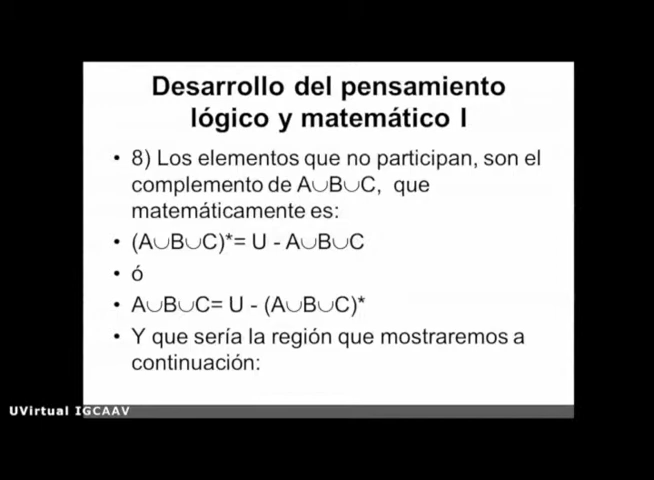 Desarrollo del pensamiento
lógico y matemático I
• 8) Los elementos que no participan, son el
complemento de A∪B∪C, que
matemáticamente es:
• (A∪B∪C)*= U - A∪B∪C
• ó
• A∪B∪C= U - (A∪B∪C)*
• Y que sería la región que mostraremos a
continuación:
UVirtual IGCAAV